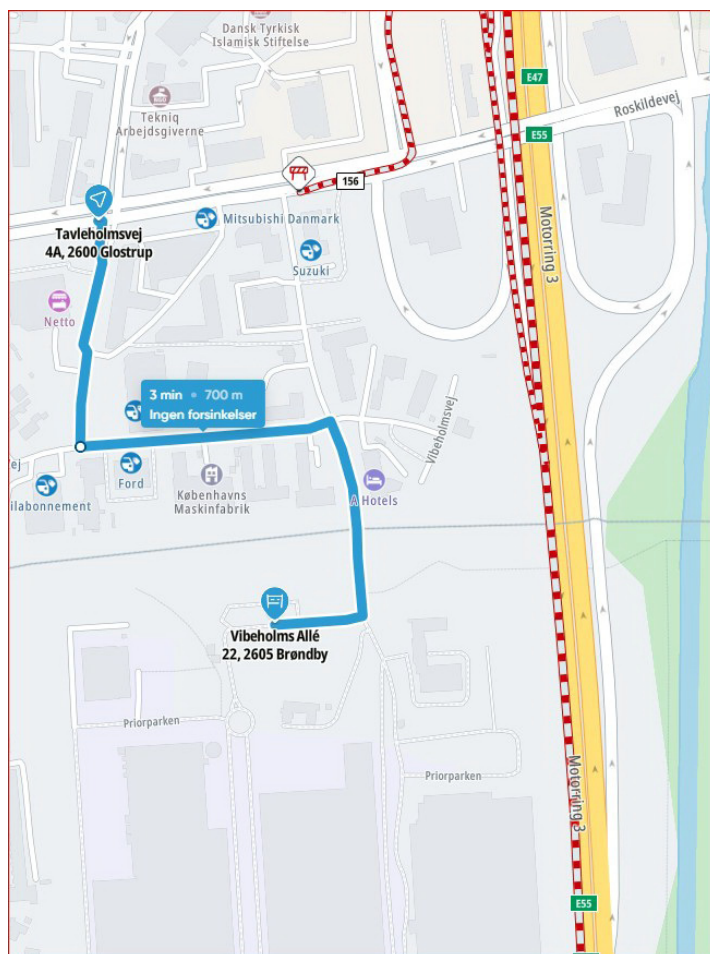 Dansk Tyrkisk
Islamisk Stiftelse
E47
Tekniq
Arbejdsgiverne
Roskildevej
E55
156
Mitsubishi Danmark
Tavleholmsvej
4A, 2600 Glostrup
Motorring 3
Suzuki
Netto
3 min • 700 m
Ingen forsinkelser
Vibeholmsvej
ej
Ford
Københavns
Maskinfabrik
A Hotels
ilabonnement
Vibeholms Allé
22, 2605 Brøndby
Priorparken
Priorparken
Motorring 3
E55